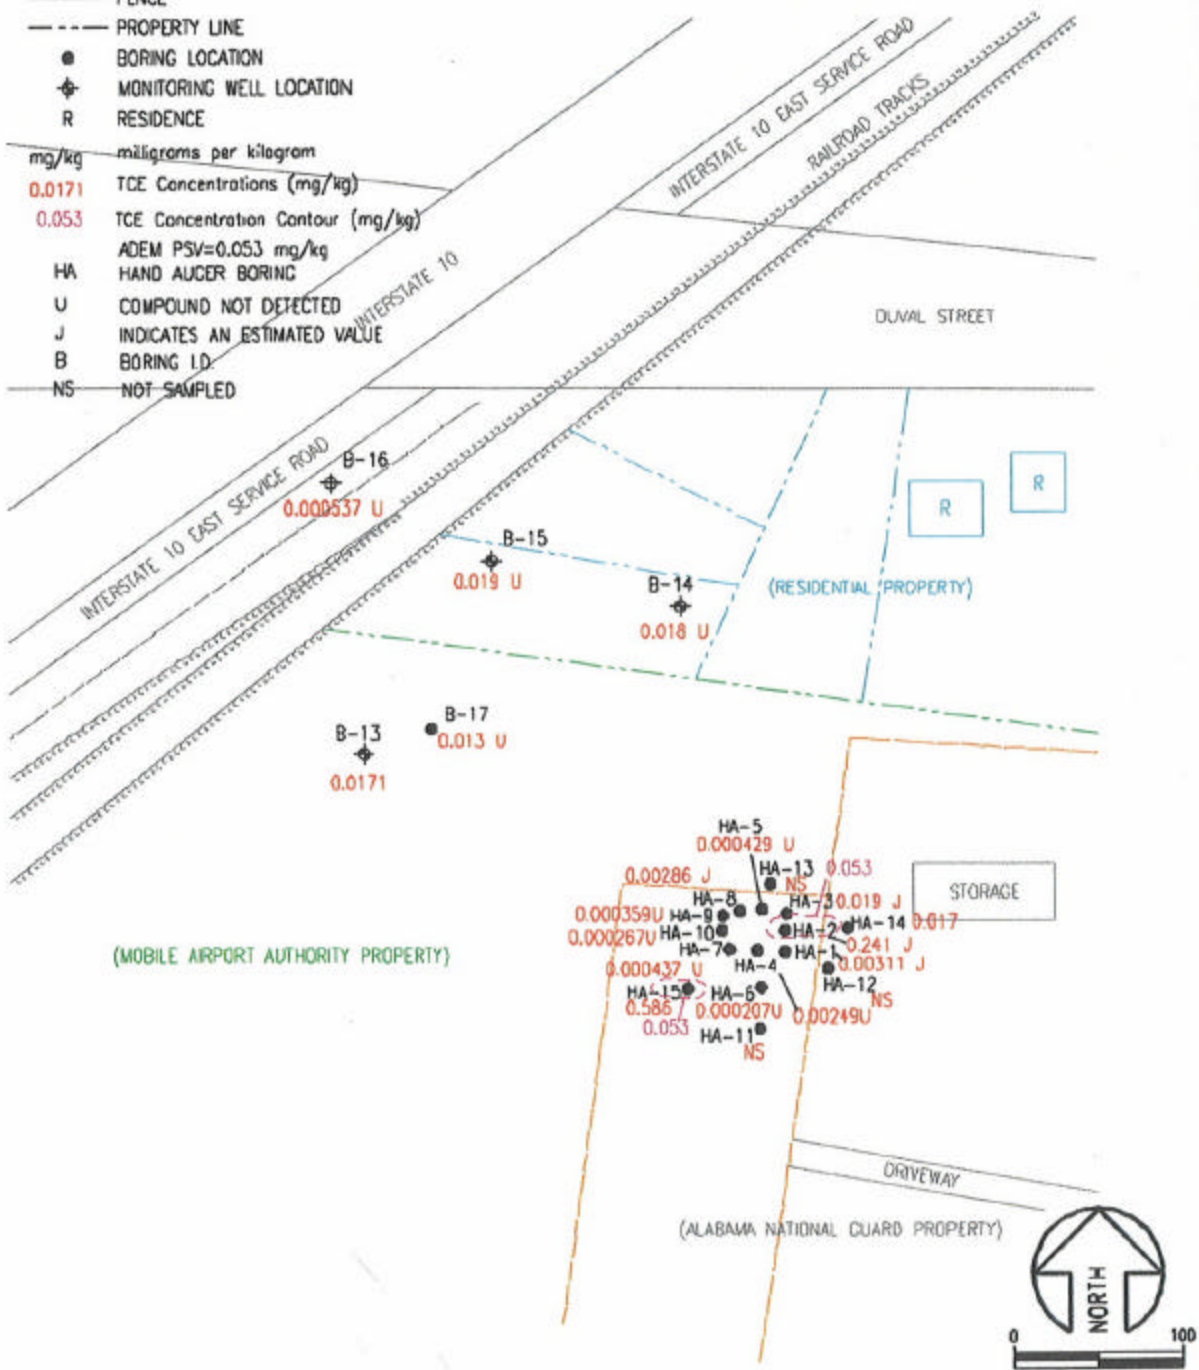 FENCE
PROPERTY LINE
BORING LOCATION
MONITORING WELL LOCATION
R RESIDENCE
mg/kg milligrams per kilogram
0.0171 TCE Concentrations (mg/kg)
0.053 TCE Concentration Contour (mg/kg)
ADEM PSV=0.053 mg/kg
HA HAND AUGER BORING
U COMPOUND NOT DETECTED
J INDICATES AN ESTIMATED VALUE
B BORING I.D.
NS NOT SAMPLED
INTERSTATE 10 EAST SERVICE ROAD
RAILROAD TRACKS
INTERSTATE 10
DUVAL STREET
INTERSTATE 10 EAST SERVICE ROAD
B-16
0.000537 U
B-15
0.019 U
B-14
0.018 U
R
R
(RESIDENTIAL PROPERTY)
B-17
0.013 U
B-13
0.0171
HA-5
0.000429 U
HA-13
NS
0.053
0.00286 J
HA-8
HA-3
0.019 J
STORAGE
0.000359U
HA-9
HA-14
0.017
0.000267U
HA-10
HA-2
0.241 J
HA-7
HA-4
HA-1
0.00311 J
0.000437 U
HA-12
NS
HA-15
0.586
0.053
HA-6
0.000207U
0.00249U
HA-11
NS
(MOBILE AIRPORT AUTHORITY PROPERTY)
DRIVEWAY
(ALABAMA NATIONAL GUARD PROPERTY)
NORTH
0 100